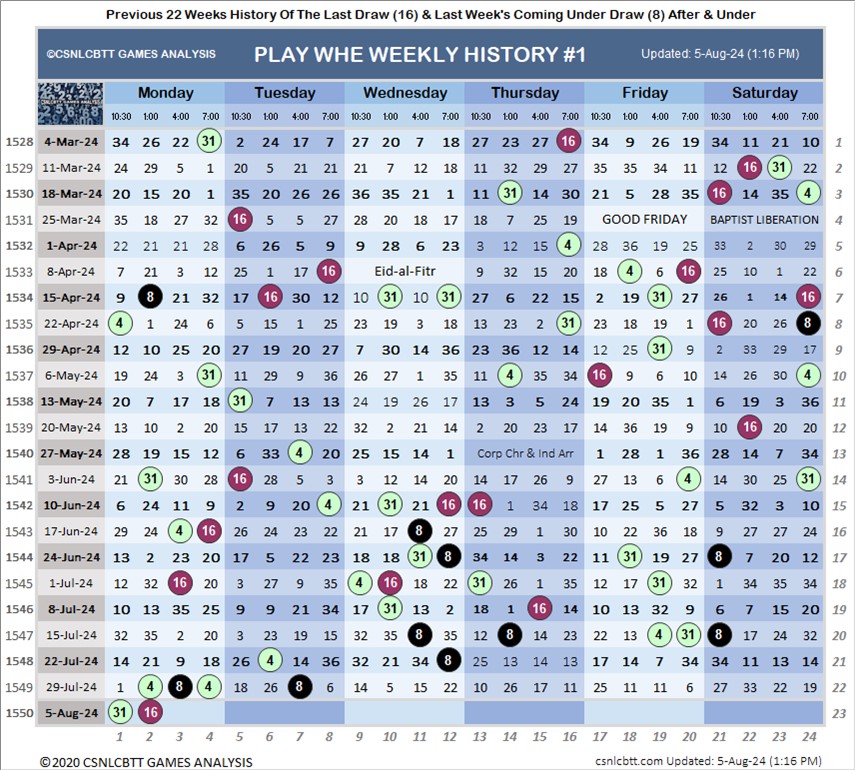 Previous 22 Weeks History Of The Last Draw (16) & Last Week's Coming Under Draw (8) After & Under
©CSNLCBTT GAMES ANALYSIS PLAY WHE WEEKLY HISTORY #1 Updated: 5-Aug-24 (1:16 PM)
Monday Tuesday Wednesday Thursday Friday Saturday
CSNLCBTT GAMES ANALYSIS
10:30 1:00 4:00 7:00 10:30 1:00 4:00 7:00 10:30 1:00 4:00 7:00 10:30 1:00 4:00 7:00 10:30 1:00 4:00 7:00 10:30 1:00 4:00 7:00
1528 4-Mar-24 34 26 22 31 2 24 17 7 27 20 7 18 27 23 27 16 34 9 26 19 34 11 21 10 1
1529 11-Mar-24 24 29 5 1 20 5 21 21 21 7 12 18 11 32 29 27 35 35 34 11 12 16 31 22 2
1530 18-Mar-24 20 15 20 1 35 20 26 26 36 35 21 1 11 31 14 30 21 5 28 35 16 14 35 4 3
1531 25-Mar-24 35 18 27 32 16 5 5 27 28 20 18 17 18 7 25 19 GOOD FRIDAY BAPTIST LIBERATION 4
1532 1-Apr-24 22 21 21 28 6 26 5 9 9 28 6 23 3 12 15 4 28 36 19 25 33 2 30 29 5
1533 8-Apr-24 7 21 3 12 25 1 17 16 Eid-al-Fitr 9 32 15 20 18 4 6 16 25 10 1 22 6
1534 15-Apr-24 9 8 21 32 17 16 30 12 10 31 10 31 27 6 22 15 2 19 31 27 26 1 14 16 7
1535 22-Apr-24 4 1 24 6 5 15 1 25 23 19 3 18 13 23 2 31 23 18 19 1 16 20 26 8 8
1536 29-Apr-24 12 10 25 20 27 19 20 27 7 30 14 36 23 36 12 14 12 25 31 9 2 33 29 17 9
1537 6-May-24 19 24 3 31 11 29 9 36 26 27 1 35 11 4 35 34 16 9 6 10 14 26 30 4 10
1538 13-May-24 20 7 17 18 31 7 13 13 24 19 26 17 13 3 5 24 19 20 35 1 6 19 3 36 11
1539 20-May-24 10 2 13 20 15 17 13 22 32 2 21 14 2 20 23 17 14 36 19 9 10 16 20 20 12
1540 27-May-24 28 19 15 9 6 33 4 20 25 15 14 1 Corp Chr & Ind Arr 1 28 1 36 28 14 7 34 13
1541 3-Jun-24 21 31 30 28 16 28 5 3 3 12 14 20 14 17 26 9 27 13 6 4 14 30 25 31 14
1542 10-Jun-24 6 24 11 9 2 9 20 4 21 31 21 16 16 1 34 18 17 25 5 27 5 32 3 10 15
1543 17-Jun-24 29 24 4 16 26 24 23 22 21 17 8 27 25 29 1 30 10 22 36 18 9 27 27 24 16
1544 24-Jun-24 13 2 23 20 17 5 22 23 18 18 31 8 34 14 3 22 18 31 19 27 8 7 20 12 17
1545 1-Jul-24 12 32 16 20 3 27 9 35 4 16 18 22 31 26 1 35 12 18 31 32 1 34 35 34 18
1546 8-Jul-24 10 13 35 25 9 9 21 34 17 31 13 2 18 1 16 14 10 13 32 9 6 7 15 20 19
1547 15-Jul-24 32 35 2 20 3 23 19 15 32 35 8 35 12 8 14 23 22 13 4 31 8 17 24 32 20
1548 22-Jul-24 14 21 9 18 26 4 14 36 32 21 34 8 25 13 14 13 17 14 7 34 34 11 13 14 21
1549 29-Jul-24 1 4 8 4 18 26 8 6 14 5 15 22 10 26 17 11 25 11 11 6 27 33 22 19 22
1550 5-Aug-24 31 16 23
1 2 3 4 5 6 7 8 9 10 11 12 13 14 15 16 17 18 19 20 21 22 23 24
©2020 CSNLCBTT GAMES ANALYSIS csnlcbtt.com Updated: 5-Aug-24 (1:16 PM)